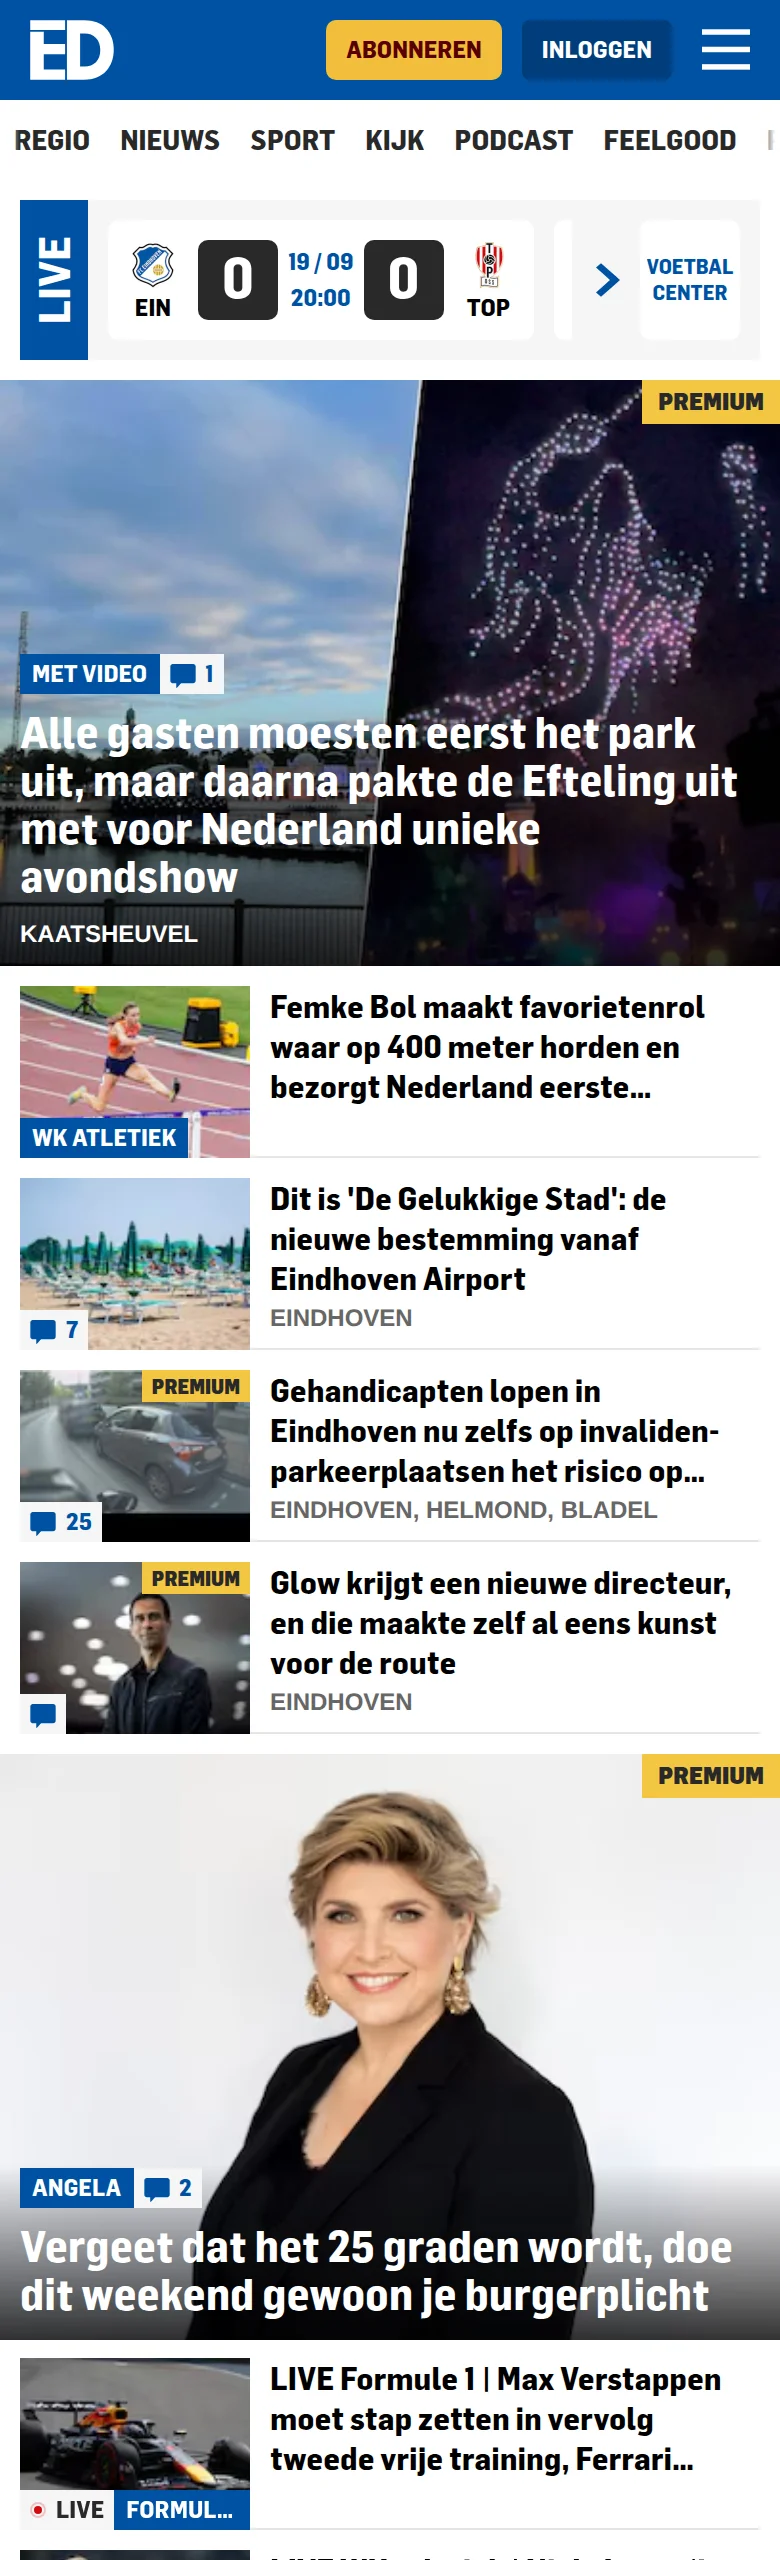 ED
ABONNEREN
INLOGGEN
REGIO NIEUWS SPORT KIJK PODCAST FEELGOOD
LIVE
EIN
0
19 / 09
20:00
0
TOP
VOETBAL
CENTER
PREMIUM
MET VIDEO
1
Alle gasten moesten eerst het park
uit, maar daarna pakte de Efteling uit
met voor Nederland unieke
avondshow
KAATSHEUVEL
WK ATLETIEK
Femke Bol maakt favorietenrol
waar op 400 meter horden en
bezorgt Nederland eerste...
7
Dit is 'De Gelukkige Stad': de
nieuwe bestemming vanaf
Eindhoven Airport
EINDHOVEN
PREMIUM
25
Gehandicapten lopen in
Eindhoven nu zelfs op invaliden-
parkeerplaatsen het risico op...
EINDHOVEN, HELMOND, BLADEL
PREMIUM
Glow krijgt een nieuwe directeur,
en die maakte zelf al eens kunst
voor de route
EINDHOVEN
PREMIUM
ANGELA
2
Vergeet dat het 25 graden wordt, doe
dit weekend gewoon je burgerplicht
LIVE
FORMUL...
LIVE Formule 1 | Max Verstappen
moet stap zetten in vervolg
tweede vrije training, Ferrari...